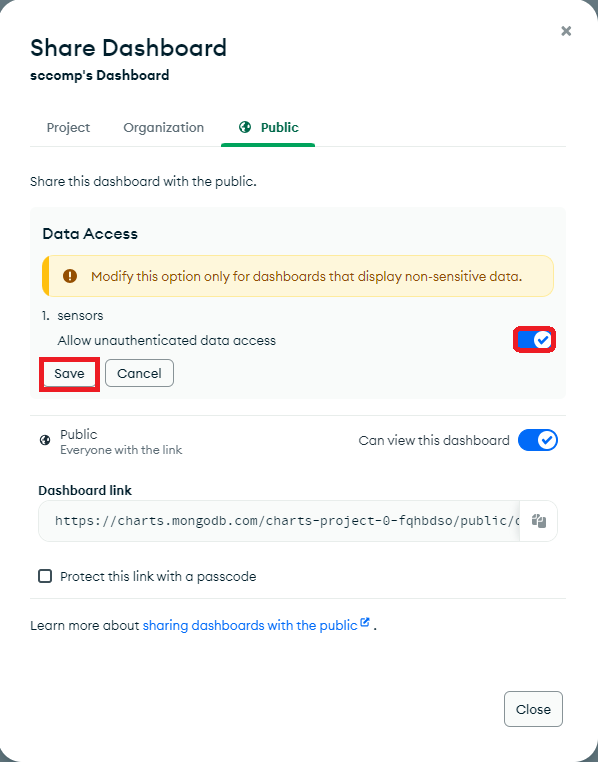 Share Dashboard
sccomp's Dashboard
Project Organization Public
Share this dashboard with the public.
Data Access
Modify this option only for dashboards that display non-sensitive data.
1. sensors
Allow unauthenticated data access
Save Cancel
Public
Everyone with the link
Can view this dashboard
Dashboard link
https://charts.mongodb.com/charts-project-0-fqhbdso/public/
Protect this link with a passcode
Learn more about sharing dashboards with the public .
Close